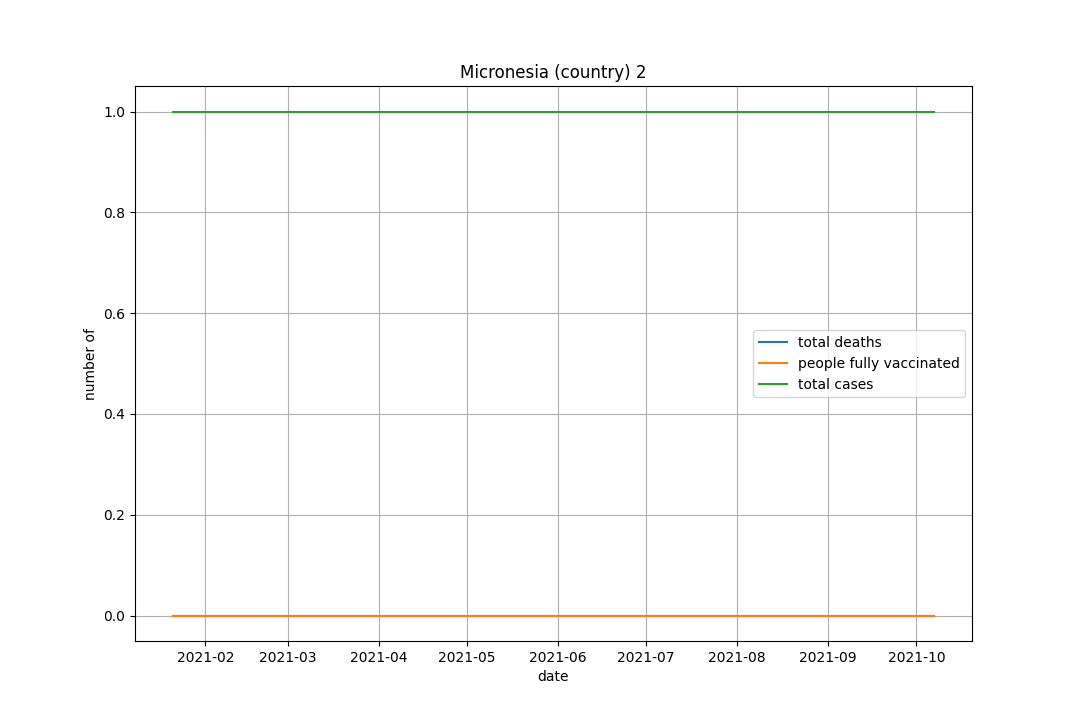 Micronesia (country) 2
1.0
0.8
0.6
0.4
0.2
0.0
number of
total deaths
people fully vaccinated
total cases
2021-02 2021-03 2021-04 2021-05 2021-06 2021-07 2021-08 2021-09 2021-10
date